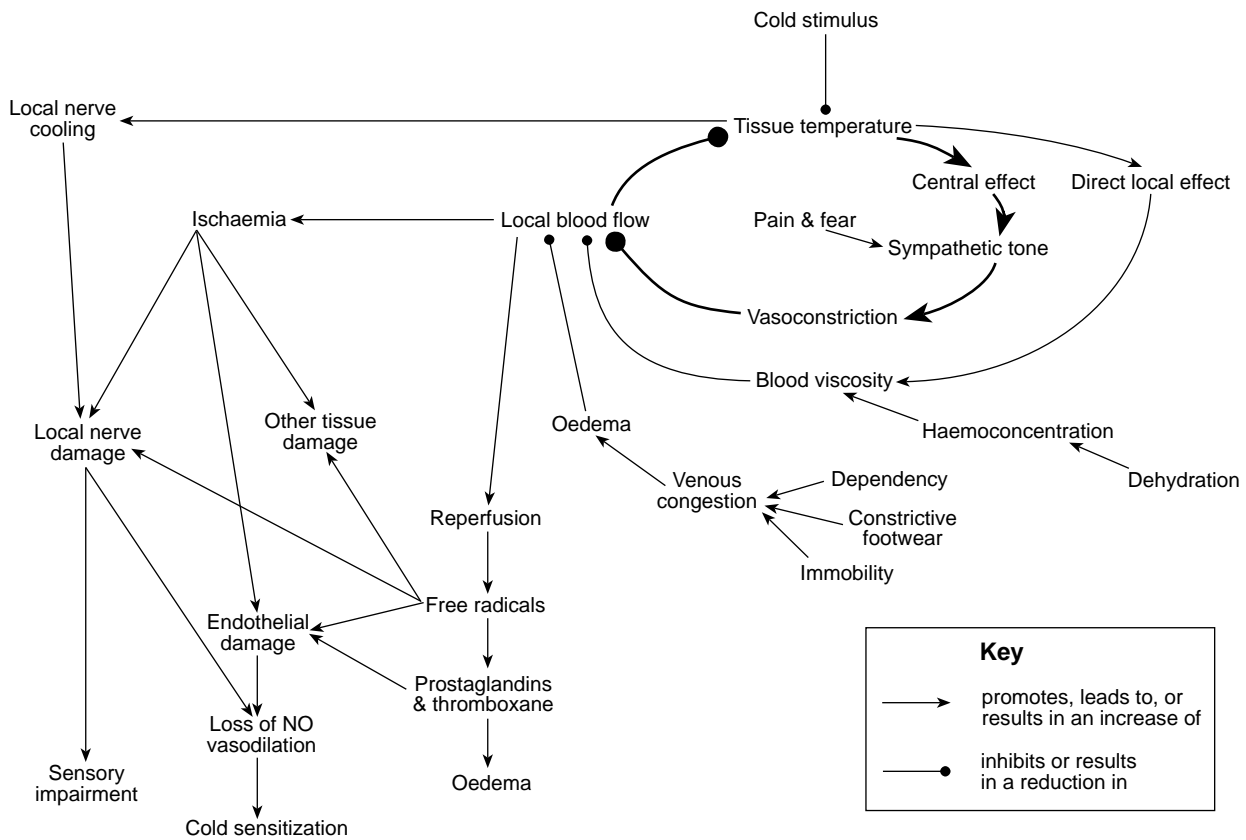 Cold stimulus
Local nerve
cooling
Tissue temperature
Central effect
Direct local effect
Ischaemia
Local blood flow
Pain & fear
Sympathetic tone
Vasoconstriction
Blood viscosity
Other tissue
damage
Oedema
Local nerve
damage
Haemoconcentration
Venous
congestion
Dependency
Dehydration
Reperfusion
Constrictive
footwear
Immobility
Free radicals
Endothelial
damage
Key
Prostaglandins
& thromboxane
promotes, leads to, or
results in an increase of
Loss of NO
vasodilation
Sensory
impairment
Oedema
inhibits or results
in a reduction in
Cold sensitization